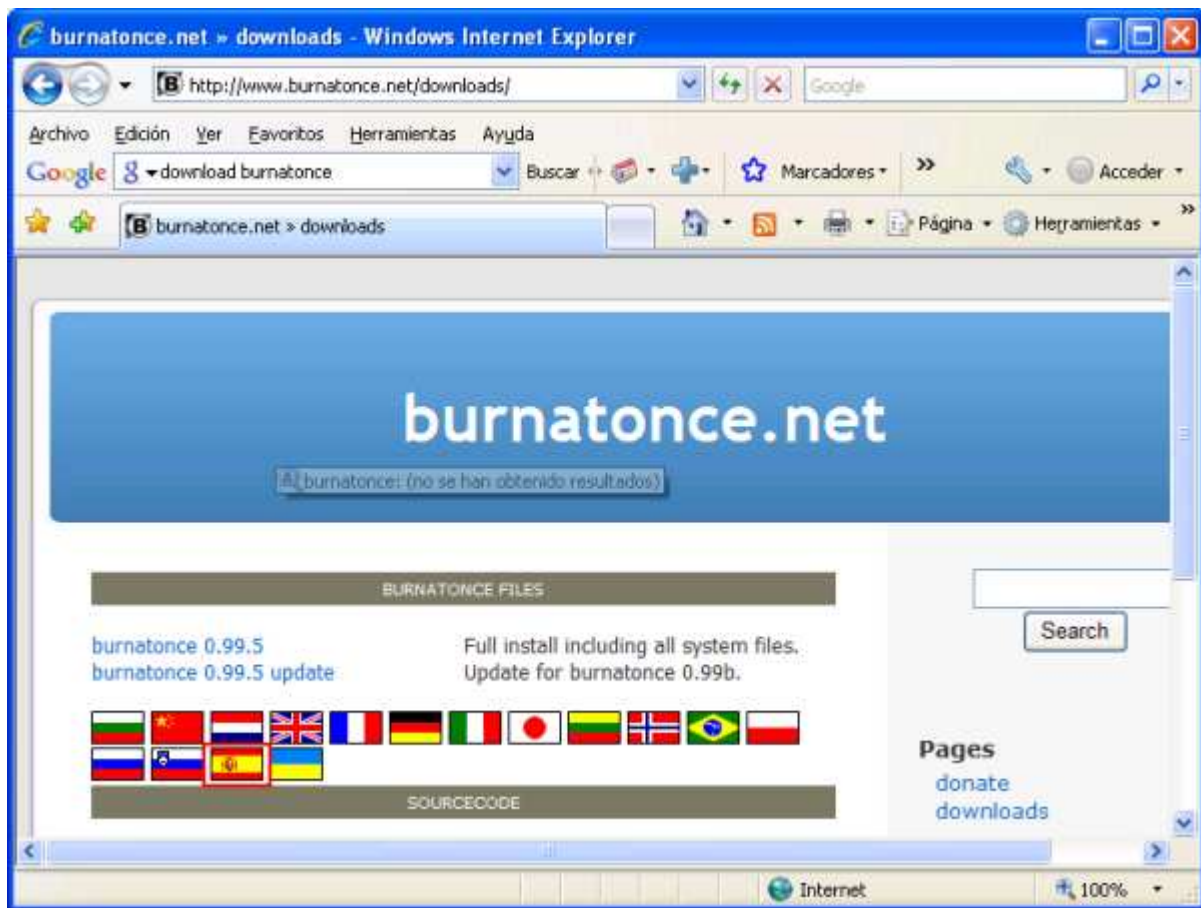 burnatonce.net » downloads - Windows Internet Explorer
http://www.burnatonce.net/downloads/
Google
Archivo Edición Ver Favoritos Herramientas Ayuda
Google download burnatonce Buscar Marcadores » Acceder
burnatonce.net » downloads Página Herramientas »
burnatonce.net
burnatonce: (no se han obtenido resultados)
BURNATONCE FILES
burnatonce 0.99.5 Full install including all system files.
burnatonce 0.99.5 update Update for burnatonce 0.99b.
SOURCECODE
Search
Pages
donate
downloads
Internet 100%